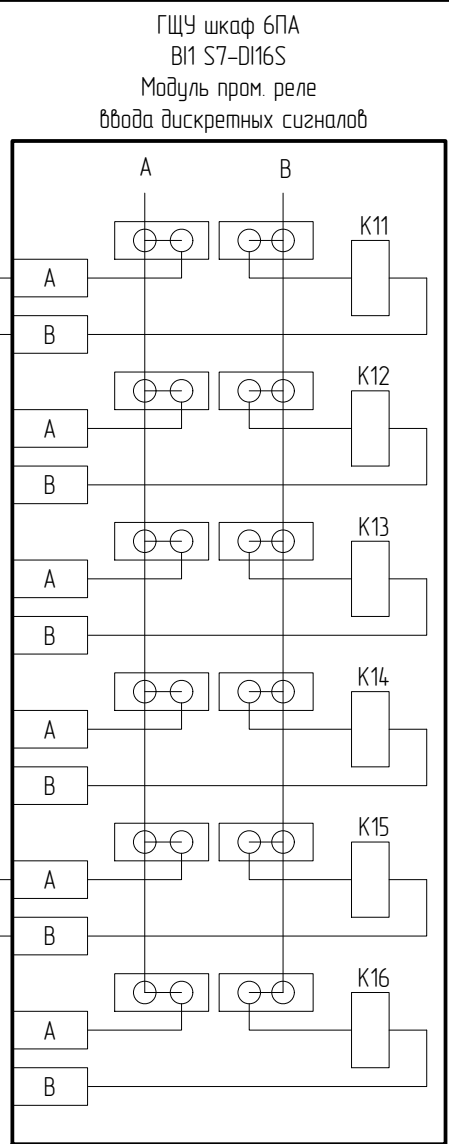 ГЩУ шкаф 6ПА
BI1 S7-DI16S
Модуль пром. реле
ввода дискретных сигналов
A B
K11
A
B
K12
A
B
K13
A
B
K14
A
B
K15
A
B
K16
A
B